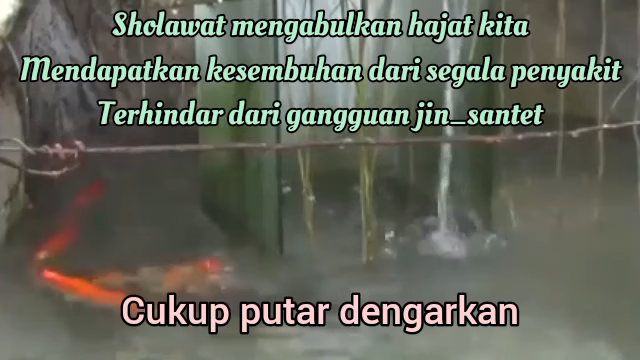 Sholawat mengabulkan hajat kita
Mendapatkan kesembuhan dari segala penyakit
Terhindar dari gangguan jin_santet
Cukup putar dengarkan